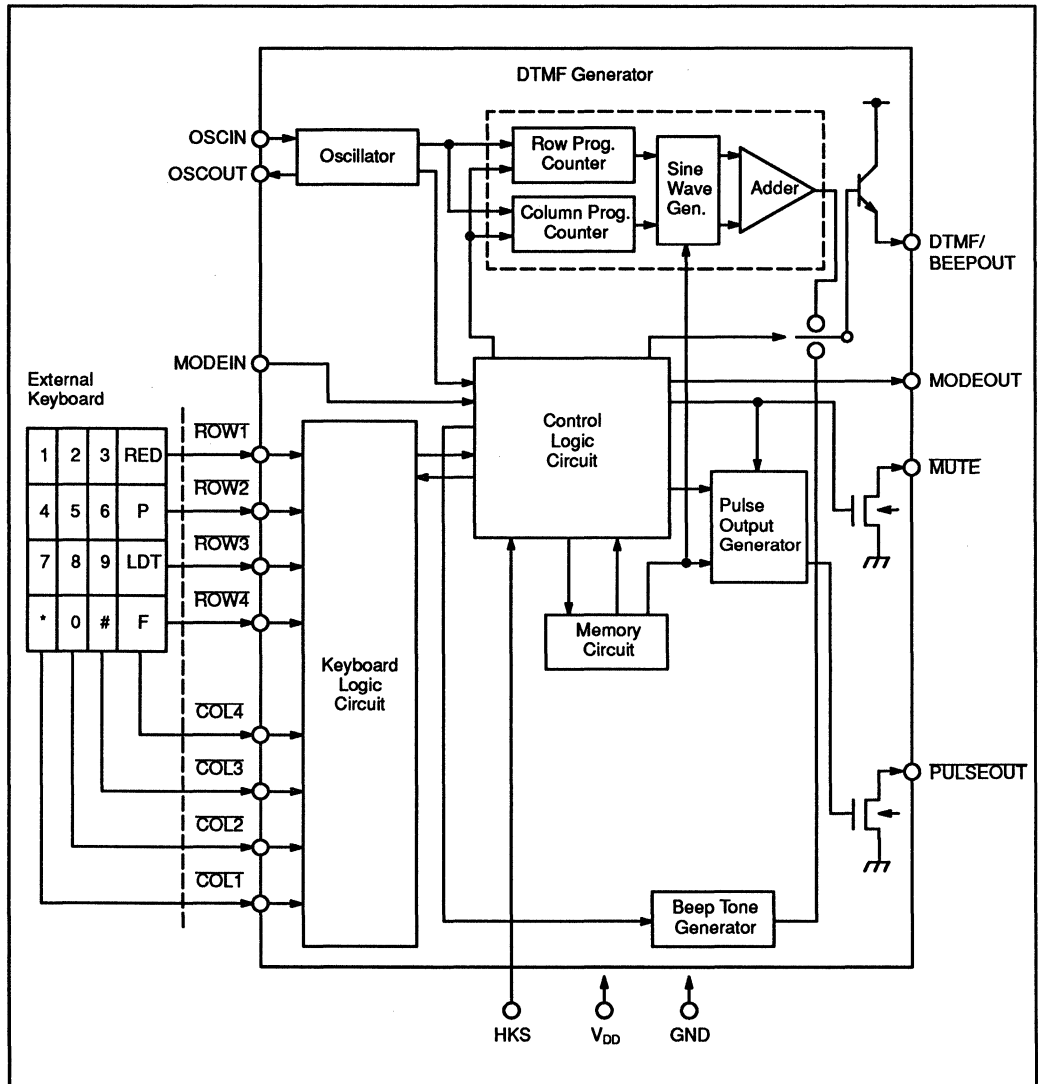 DTMF Generator
OSCIN
OSCOUT
Oscillator
Row Prog.
Counter
Column Prog.
Counter
Sine
Wave
Gen.
Adder
DTMF/
BEEPOUT
MODEIN
MODEOUT
External
Keyboard
1 2 3 RED
4 5 6 P
7 8 9 LDT
* 0 # F
ROW1
ROW2
ROW3
ROW4
COL4
COL3
COL2
COL1
Keyboard
Logic
Circuit
Control
Logic
Circuit
MUTE
Pulse
Output
Generator
Memory
Circuit
PULSEOUT
Beep Tone
Generator
HKS
VDD
GND